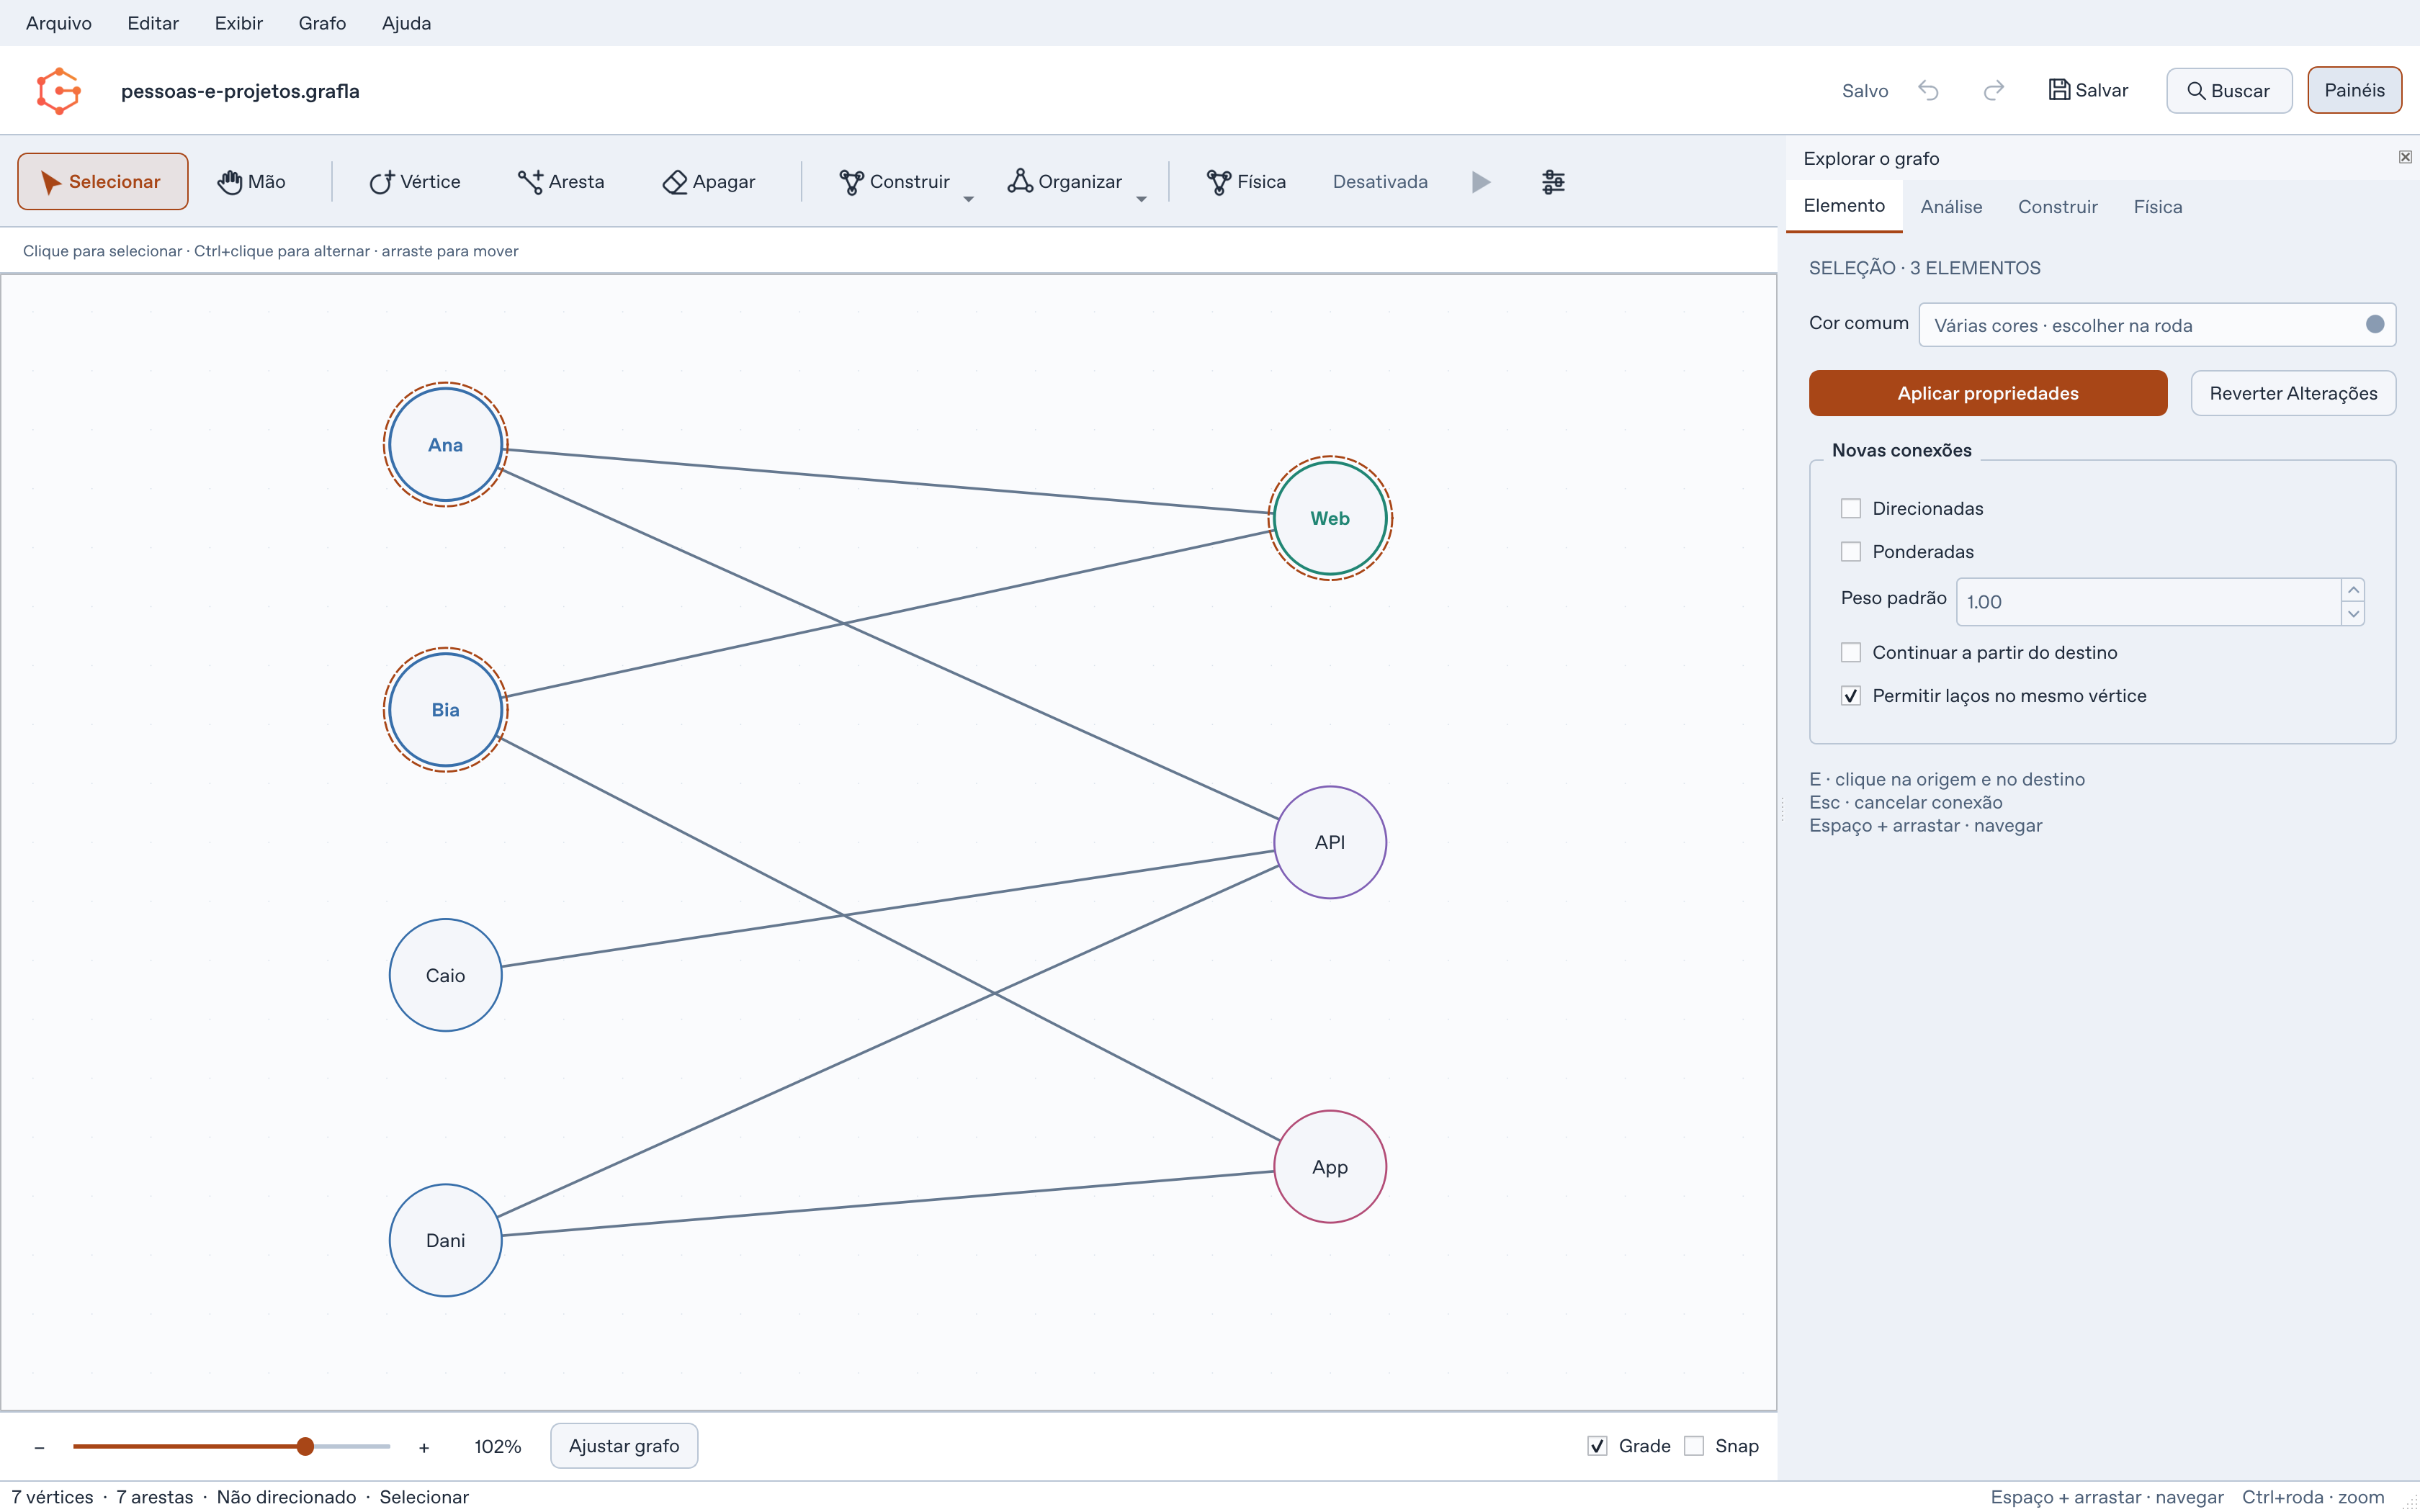 Arquivo Editar Exibir Grafo Ajuda
pessoas-e-projetos.grafla
Salvo Salvar Buscar Painéis
Selecionar Mão Vértice Aresta Apagar Construir Organizar Física Desativada
Clique para selecionar · Ctrl+clique para alternar · arraste para mover
Ana
Web
Bia
API
Caio
App
Dani
Explorar o grafo
Elemento Análise Construir Física
SELEÇÃO · 3 ELEMENTOS
Cor comum Várias cores · escolher na roda
Aplicar propriedades Reverter Alterações
Novas conexões
Direcionadas
Ponderadas
Peso padrão 1.00
Continuar a partir do destino
Permitir laços no mesmo vértice
E · clique na origem e no destino
Esc · cancelar conexão
Espaço + arrastar · navegar
− + 102% Ajustar grafo Grade Snap
7 vértices · 7 arestas · Não direcionado · Selecionar Espaço + arrastar · navegar Ctrl+roda · zoom